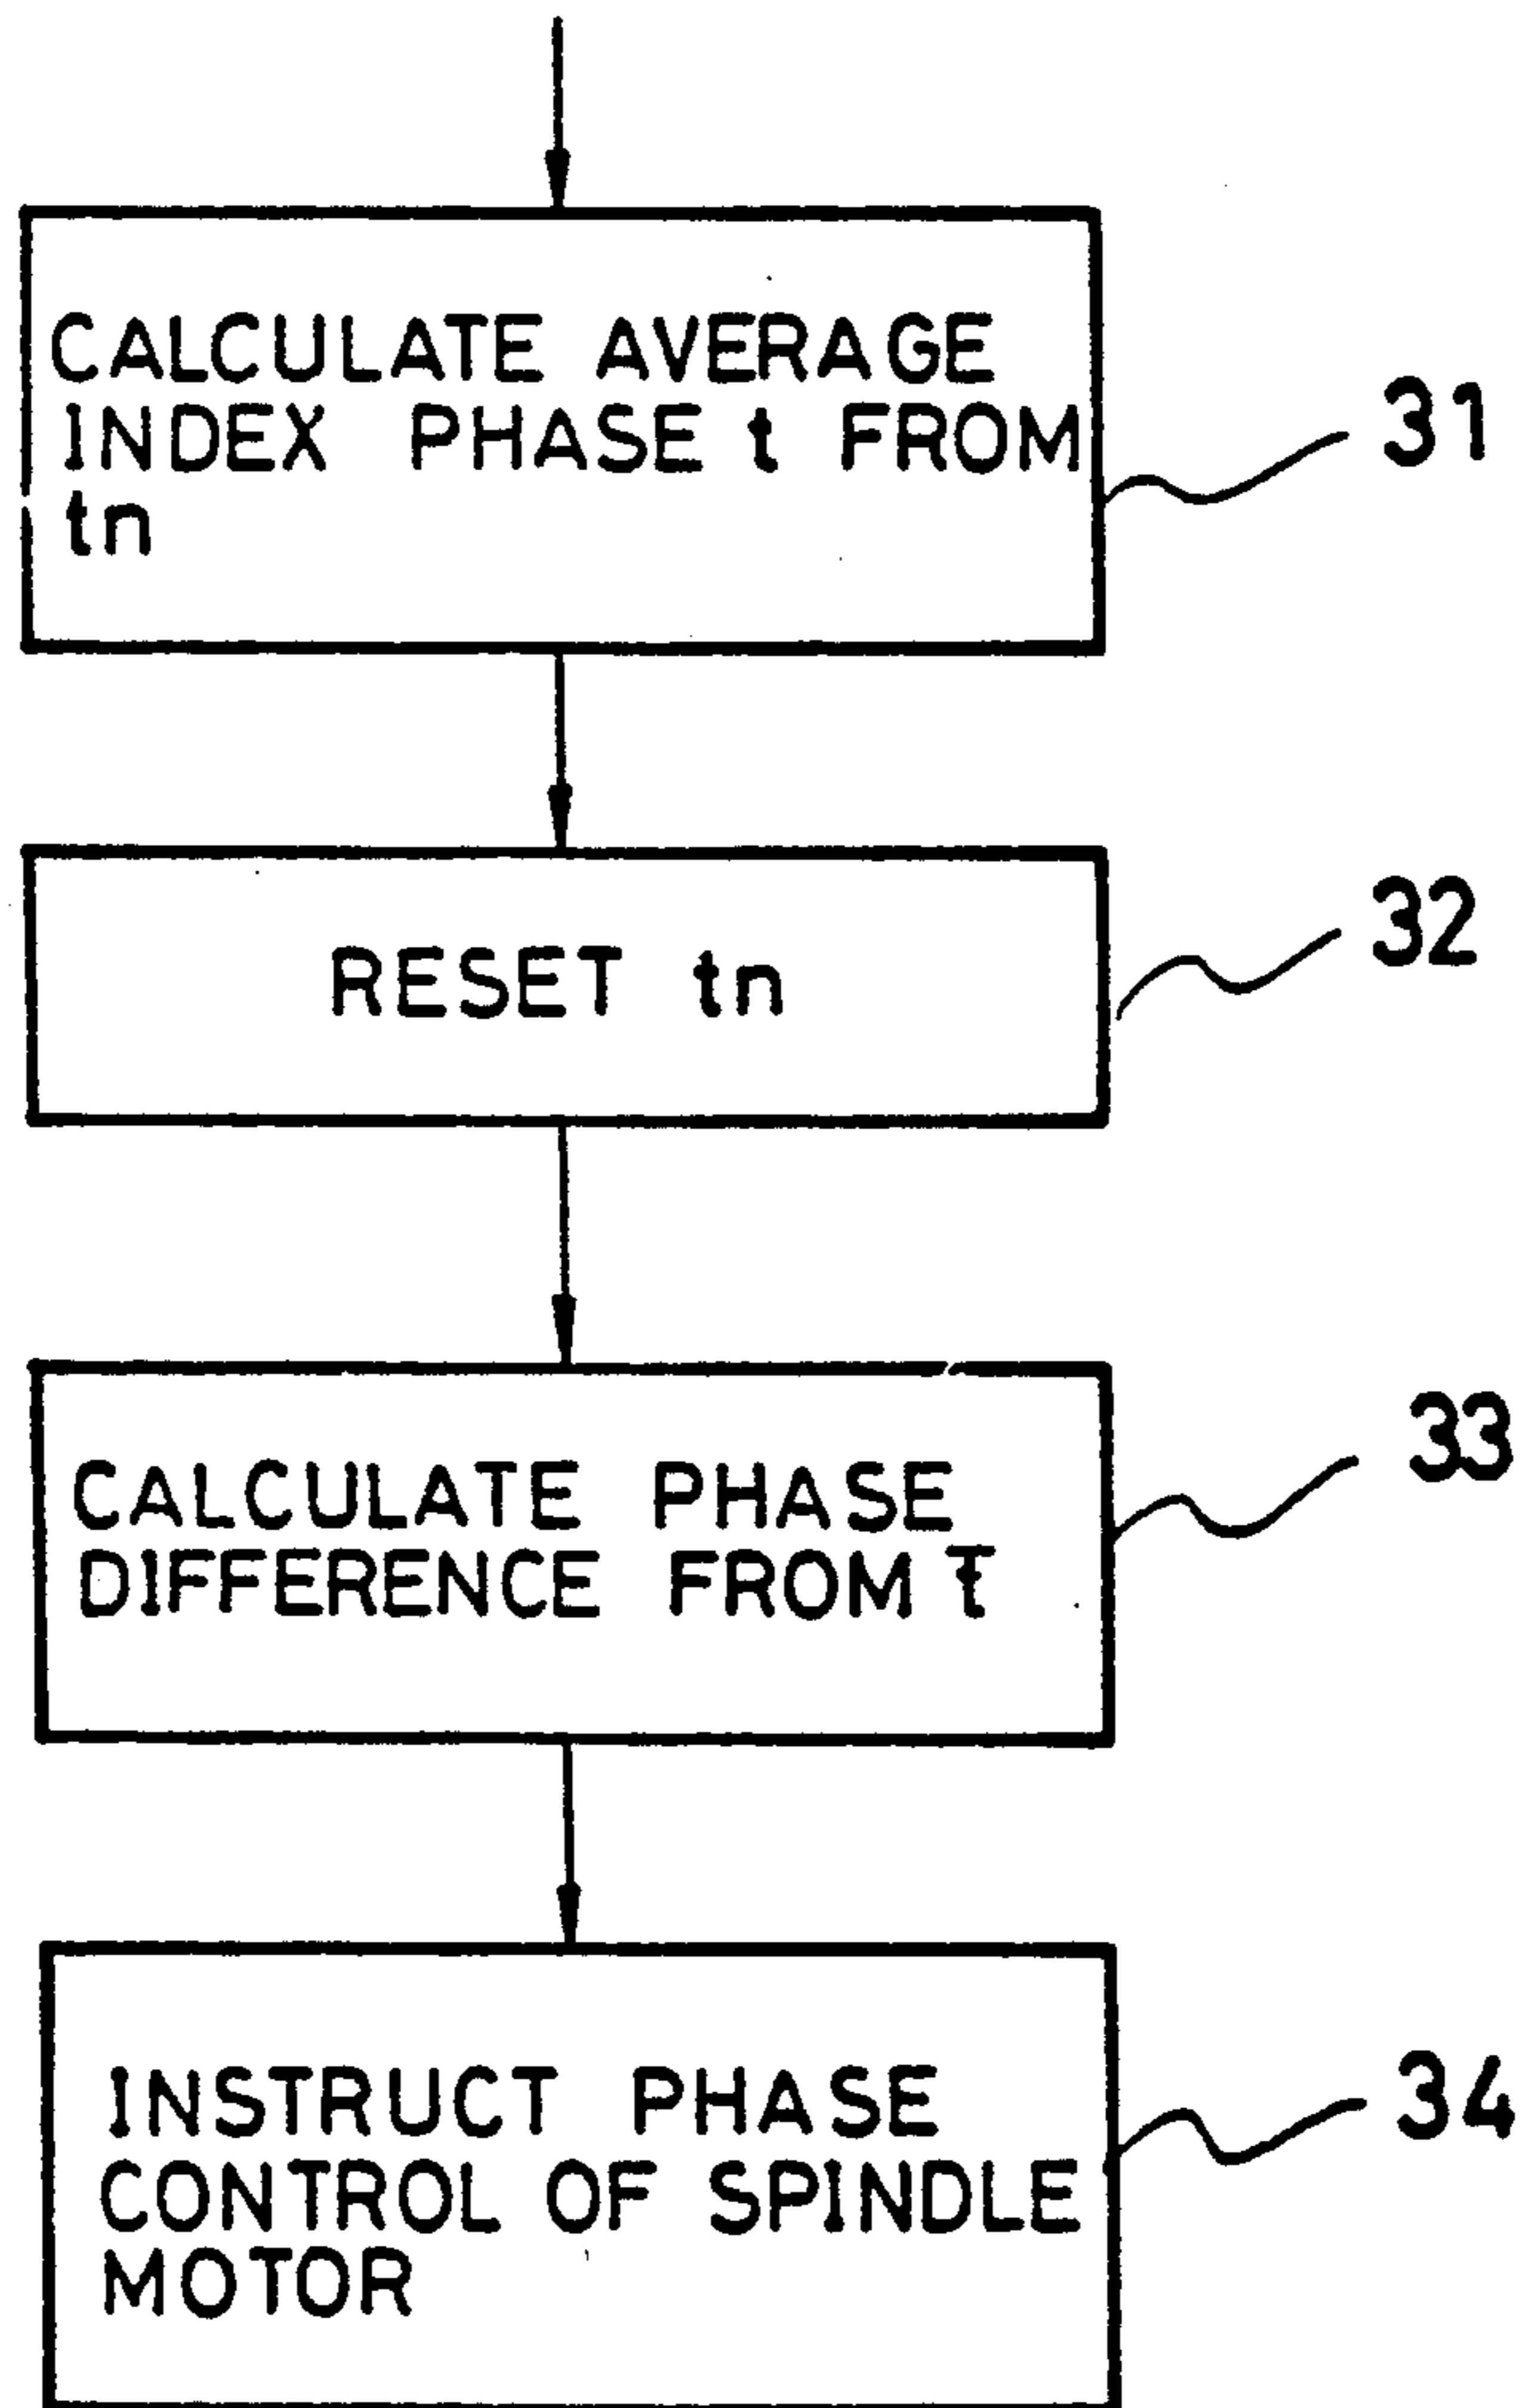 CALCULATE AVERAGE
INDEX PHASE t FROM
tn
31
RESET tn
32
CALCULATE PHASE
DIFFERENCE FROM t̄
33
INSTRUCT PHASE
CONTROL OF SPINDLE
MOTOR
34